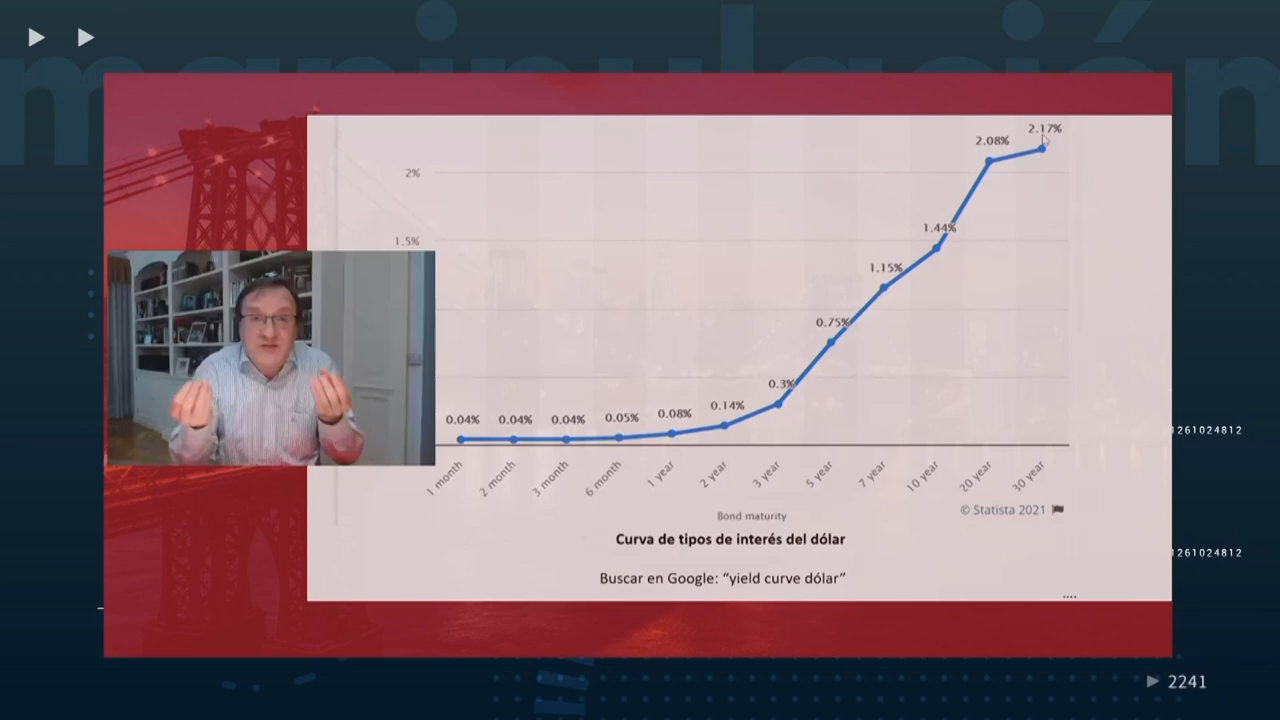 manipulación
2.17%
2.08%
2%
1.5%
1.44%
1.15%
0.75%
0.3%
0.14%
0.08%
0.05%
0.04%
0.04%
0.04%
1 month
2 month
3 month
6 month
1 year
2 year
3 year
5 year
7 year
10 year
20 year
30 year
Bond maturity
© Statista 2021
Curva de tipos de interés del dólar
Buscar en Google: “yield curve dólar”
....
1261024812
1261024812
2241